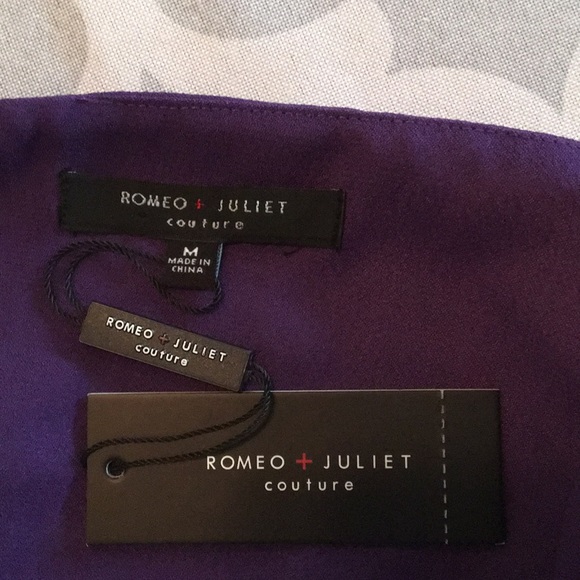 ROMEO + JULIET
couture
M
MADE IN
CHINA
ROMEO + JULIET
couture
ROMEO + JULIET
couture